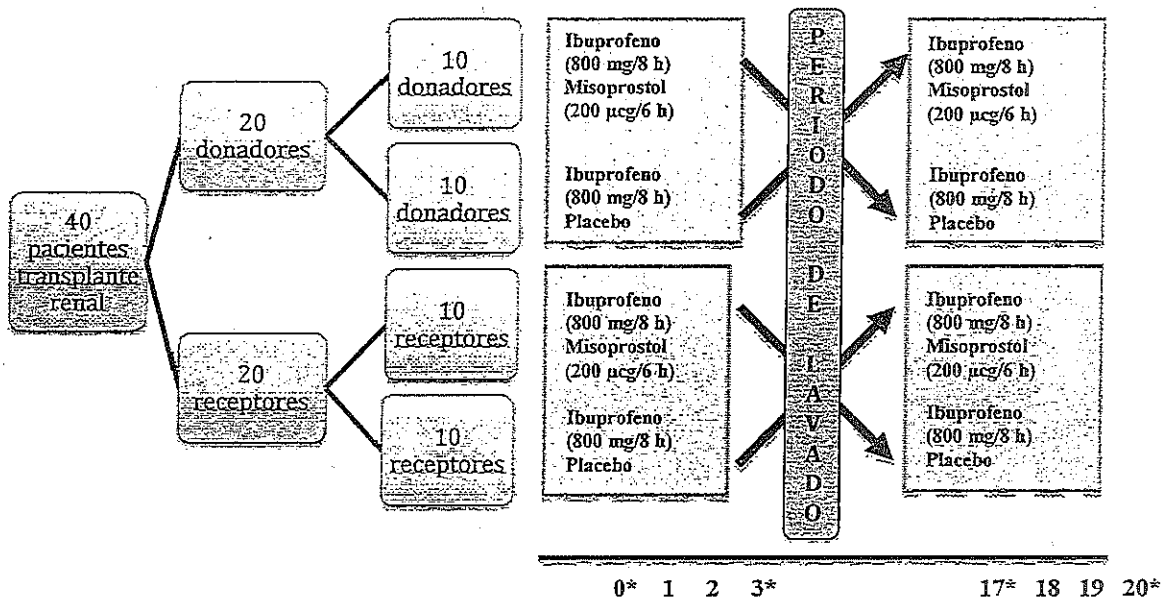 40
pacientes
transplante
renal
20
donadores
20
receptores
10
donadores
10
donadores
10
receptores
10
receptores
Ibuprofeno
(800 mg/8 h)
Misoprostol
(200 µcg/6 h)
Ibuprofeno
(800 mg/8 h)
Placebo
Ibuprofeno
(800 mg/8 h)
Misoprostol
(200 µcg/6 h)
Ibuprofeno
(800 mg/8 h)
Placebo
PERIODO DE LAVADO
Ibuprofeno
(800 mg/8 h)
Misoprostol
(200 µcg/6 h)
Ibuprofeno
(800 mg/8 h)
Placebo
Ibuprofeno
(800 mg/8 h)
Misoprostol
(200 µcg/6 h)
Ibuprofeno
(800 mg/8 h)
Placebo
0* 1 2 3* 17* 18 19 20*